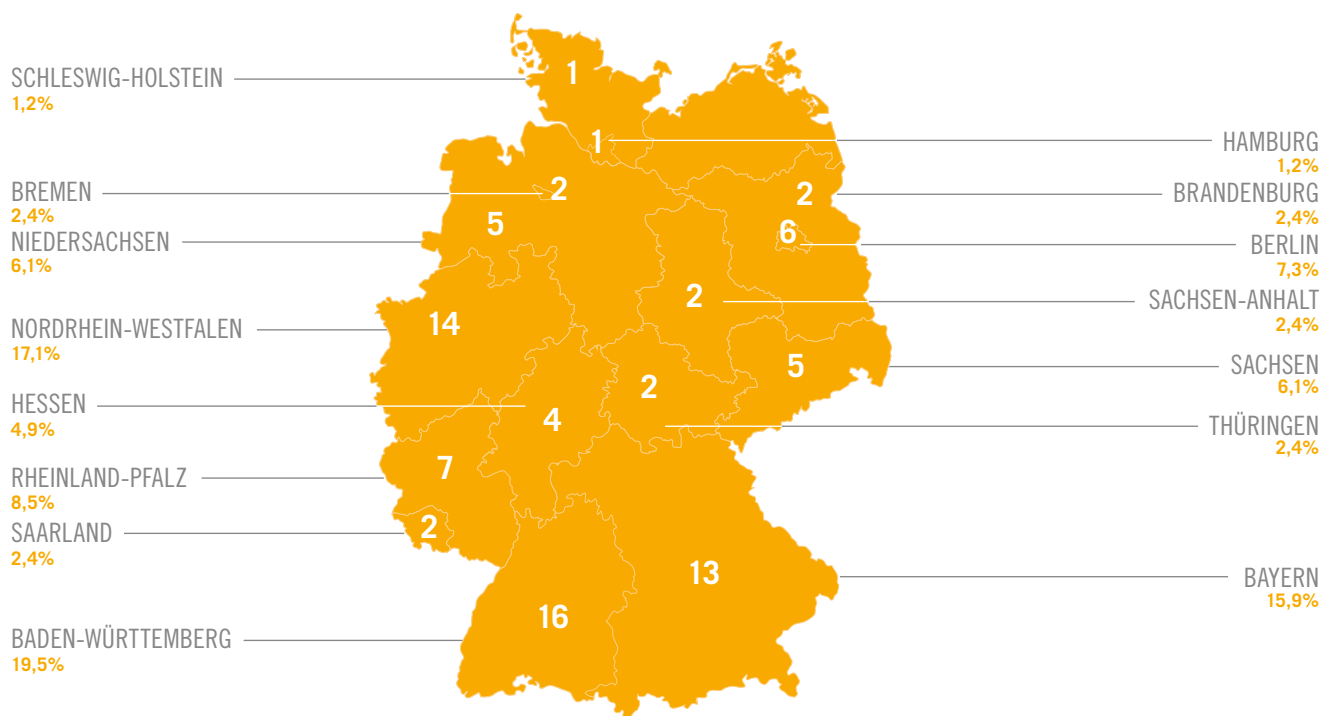 SCHLESWIG-HOLSTEIN
1,2%
BREMEN
2,4%
NIEDERSACHSEN
6,1%
NORDRHEIN-WESTFALEN
17,1%
HESSEN
4,9%
RHEINLAND-PFALZ
8,5%
SAARLAND
2,4%
BADEN-WÜRTTEMBERG
19,5%
1
1
2
2
5
6
2
14
5
2
4
7
2
13
16
HAMBURG
1,2%
BRANDENBURG
2,4%
BERLIN
7,3%
SACHSEN-ANHALT
2,4%
SACHSEN
6,1%
THÜRINGEN
2,4%
BAYERN
15,9%